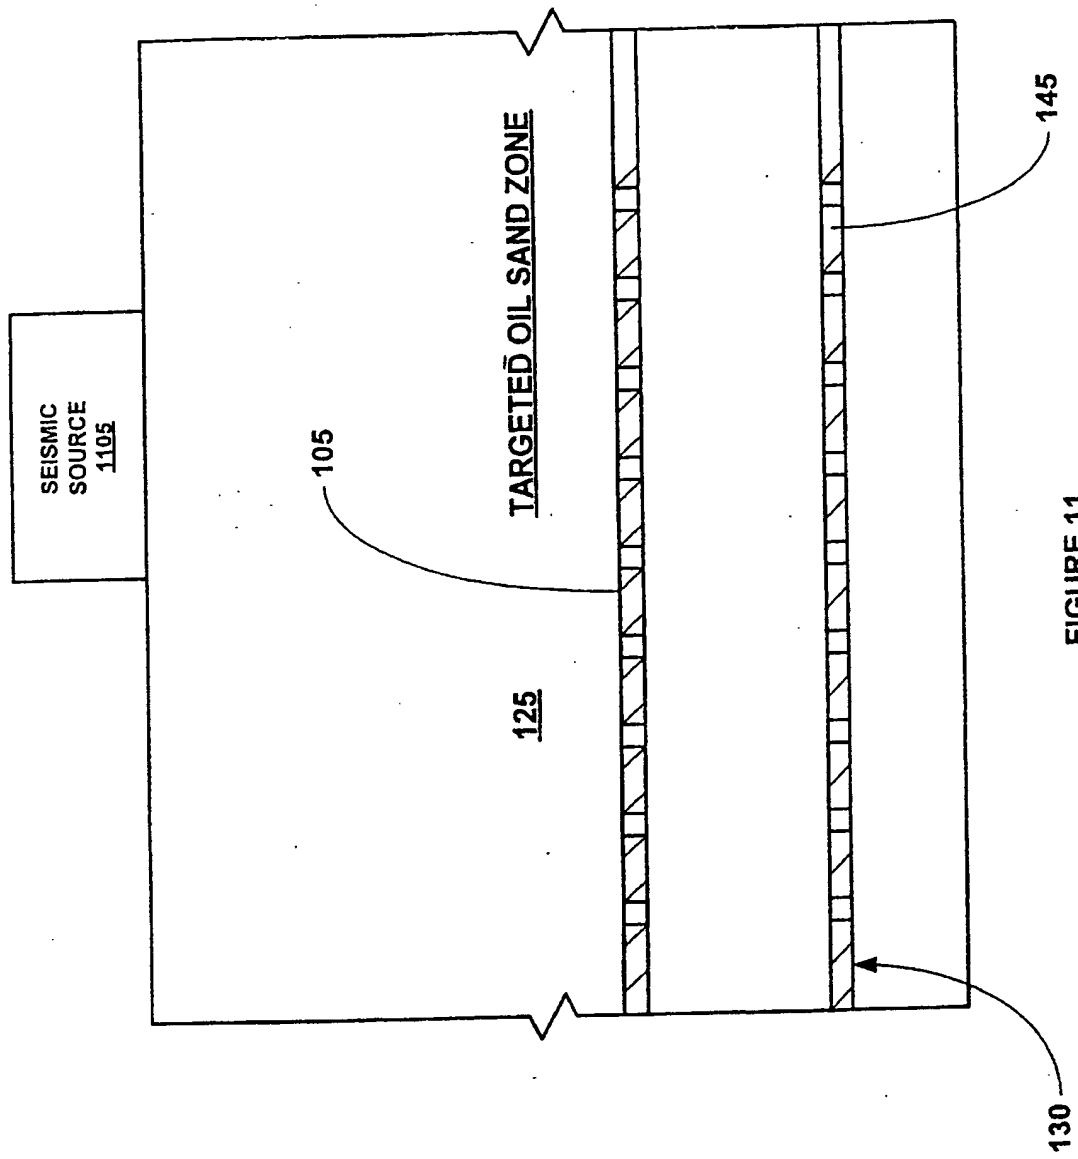 SEISMIC
SOURCE
1105
105
TARGETED OIL SAND ZONE
125
145
130
FIGURE 11